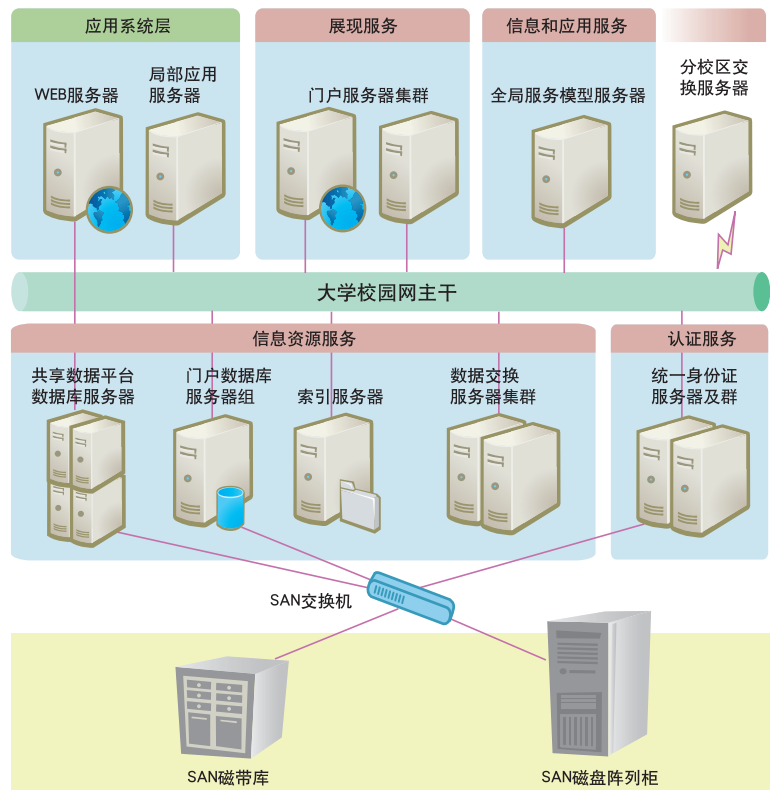 应用系统层
展现服务
信息和应用服务
WEB服务器
局部应用
服务器
门户服务器集群
全局服务模型服务器
分校区交
换服务器
大学校园网主干
信息资源服务
认证服务
共享数据平台
数据库服务器
门户数据库
服务器组
索引服务器
数据交换
服务器集群
统一身份证
服务器及群
SAN交换机
SAN磁带库
SAN磁盘阵列柜